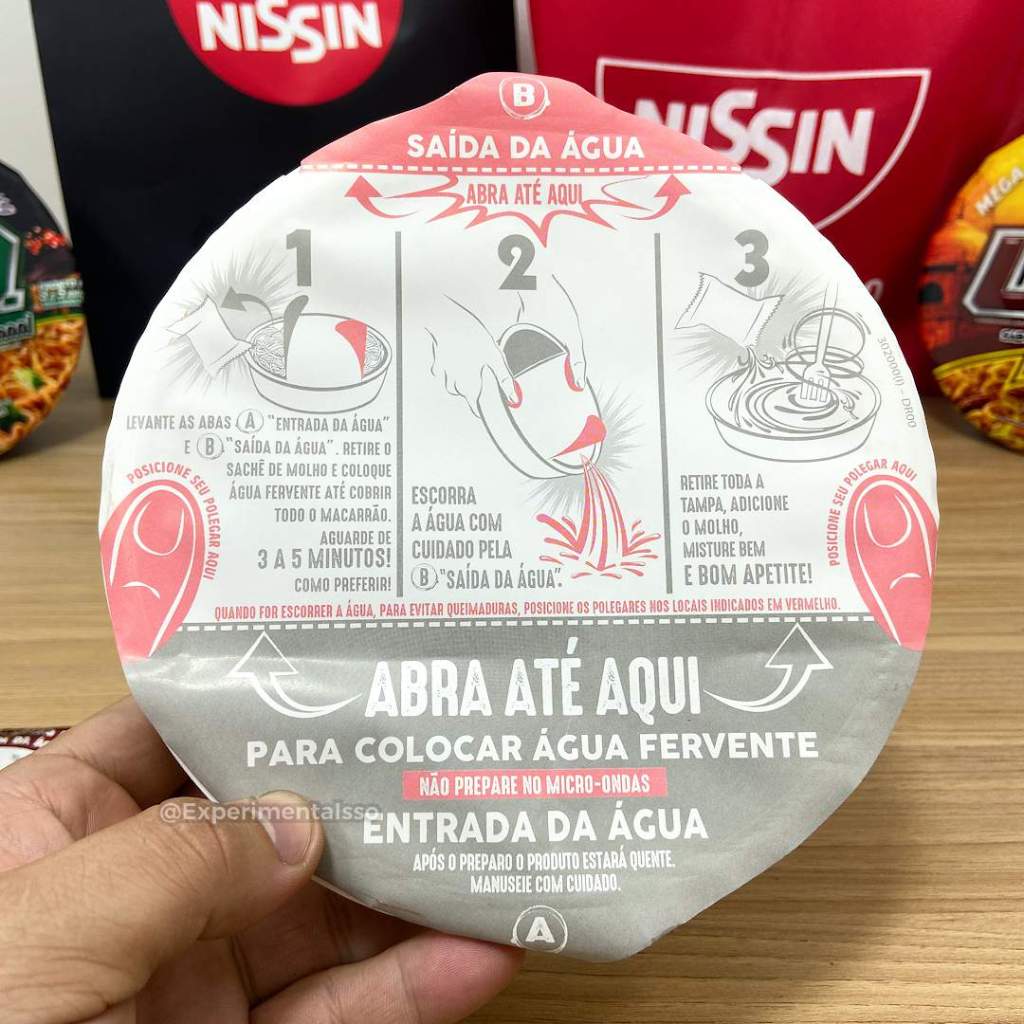 NISSIN
NISSIN
B
SAÍDA DA ÁGUA
ABRA ATÉ AQUI
1
2
3
LEVANTE AS ABAS A "ENTRADA DA ÁGUA"
E B "SAÍDA DA ÁGUA". RETIRE O
SACHÊ DE MOLHO E COLOQUE
ÁGUA FERVENTE ATÉ COBRIR
TODO O MACARRÃO.
AGUARDE DE
3 A 5 MINUTOS!
COMO PREFERIR!
ESCORRA
A ÁGUA COM
CUIDADO PELA
B "SAÍDA DA ÁGUA".
RETIRE TODA A
TAMPA, ADICIONE
O MOLHO,
MISTURE BEM
E BOM APETITE!
302000(I) - DR00
POSICIONE SEU POLEGAR AQUI
POSICIONE SEU POLEGAR AQUI
QUANDO FOR ESCORRER A ÁGUA, PARA EVITAR QUEIMADURAS, POSICIONE OS POLEGARES NOS LOCAIS INDICADOS EM VERMELHO.
ABRA ATÉ AQUI
PARA COLOCAR ÁGUA FERVENTE
NÃO PREPARE NO MICRO-ONDAS
ENTRADA DA ÁGUA
APÓS O PREPARO O PRODUTO ESTARÁ QUENTE.
MANUSEIE COM CUIDADO.
A
@ExperimentaIsso
MEGA